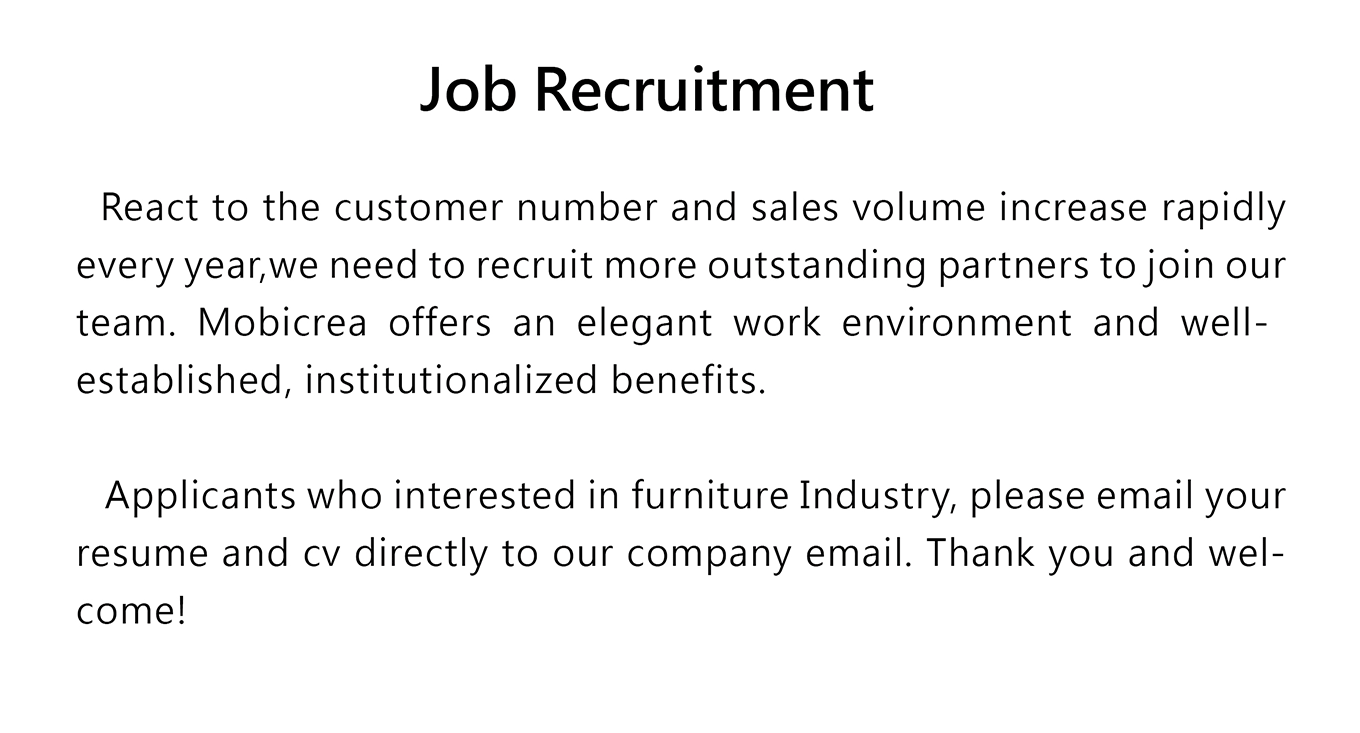 Job Recruitment
React to the customer number and sales volume increase rapidly
every year,we need to recruit more outstanding partners to join our
team. Mobicrea offers an elegant work environment and well-
established, institutionalized benefits.
Applicants who interested in furniture Industry, please email your
resume and cv directly to our company email. Thank you and wel-
come!